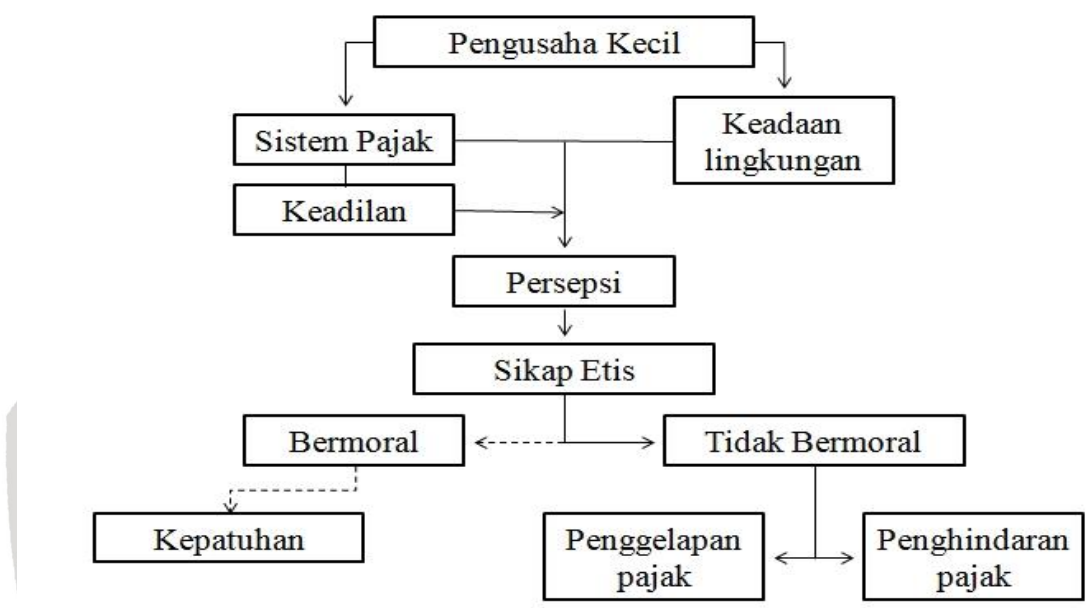 Pengusaha Kecil
Sistem Pajak
Keadaan
lingkungan
Keadilan
Persepsi
Sikap Etis
Bermoral
Tidak Bermoral
Kepatuhan
Penggelapan
pajak
Penghindaran
pajak